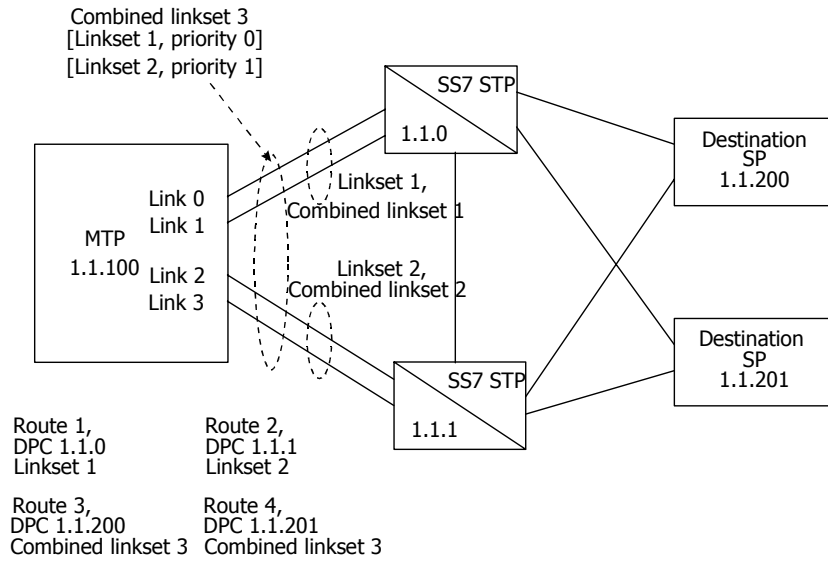 Combined linkset 3
[Linkset 1, priority 0]
[Linkset 2, priority 1]
SS7 STP
1.1.0
Destination
SP
1.1.200
Linkset 1,
Combined linkset 1
Link 0
Link 1
MTP
1.1.100
Link 2
Link 3
Linkset 2,
Combined linkset 2
Destination
SP
1.1.201
SS7 STP
1.1.1
Route 1,
DPC 1.1.0
Linkset 1
Route 2,
DPC 1.1.1
Linkset 2
Route 3,
DPC 1.1.200
Combined linkset 3
Route 4,
DPC 1.1.201
Combined linkset 3